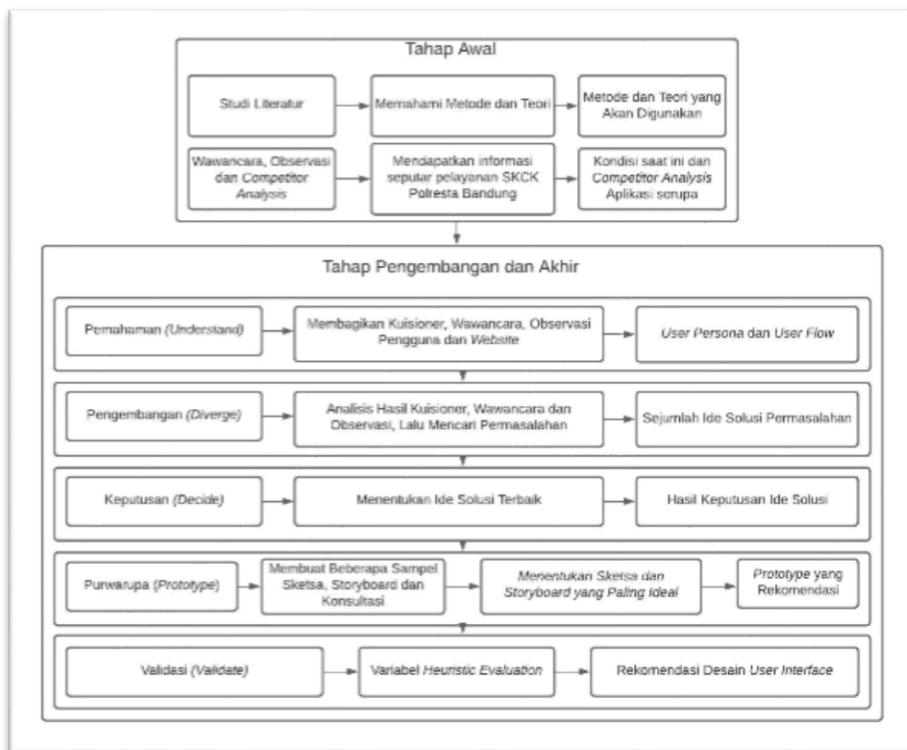 Tahap Awal
Studi Literatur
Memahami Metode dan Teori
Metode dan Teori yang
Akan Digunakan
Wawancara, Observasi
dan Competitor
Analysis
Mendapatkan informasi
seputar pelayanan SKCK
Polresta Bandung
Kondisi saat ini dan
Competitor Analysis
Aplikasi serupa
Tahap Pengembangan dan Akhir
Pemahaman (Understand)
Membagikan Kuisioner, Wawancara, Observasi
Pengguna dan Website
User Persona dan User Flow
Pengembangan (Diverge)
Analisis Hasil Kuisioner, Wawancara dan
Observasi, Lalu Mencari Permasalahan
Sejumlah Ide Solusi Permasalahan
Keputusan (Decide)
Menentukan Ide Solusi Terbaik
Hasil Keputusan Ide Solusi
Purwarupa (Prototype)
Membuat Beberapa Sampel
Sketsa, Storyboard dan
Konsultasi
Menentukan Sketsa dan
Storyboard yang Paling Ideal
Prototype yang
Rekomendasi
Validasi (Validate)
Variabel Heuristic Evaluation
Rekomendasi Desain User Interface